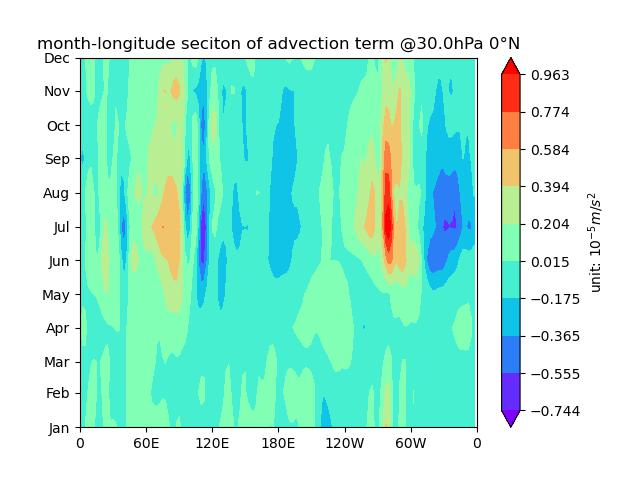 month-longitude seciton of advection term @30.0hPa 0°N
Dec
Nov
Oct
Sep
Aug
Jul
Jun
May
Apr
Mar
Feb
Jan
0 60E 120E 180E 120W 60W 0
0.963
0.774
0.584
0.394
0.204
0.015
−0.175
−0.365
−0.555
−0.744
unit: 10⁻⁵m/s²